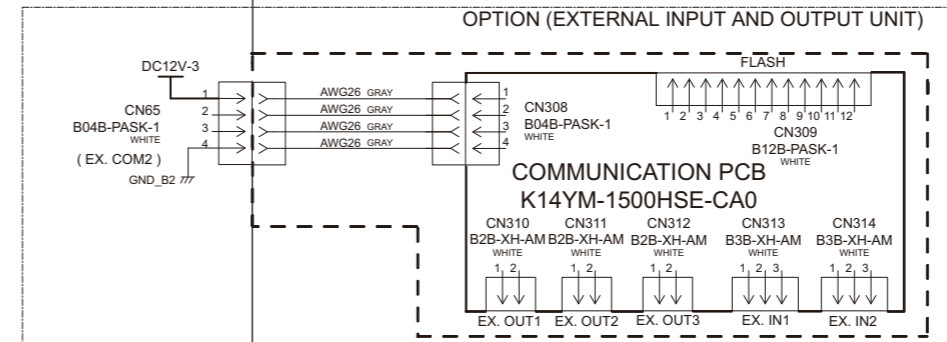 OPTION (EXTERNAL INPUT AND OUTPUT UNIT)
DC12V-3
FLASH
1 AWG26 GRAY 1
2 AWG26 GRAY 2
3 AWG26 GRAY 3
4 AWG26 GRAY 4
CN65
B04B-PASK-1
WHITE
( EX. COM2 )
GND_B2
CN308
B04B-PASK-1
WHITE
1 2 3 4 5 6 7 8 9 10 11 12
CN309
B12B-PASK-1
WHITE
COMMUNICATION PCB
K14YM-1500HSE-CA0
CN310 CN311 CN312 CN313 CN314
B2B-XH-AM B2B-XH-AM B2B-XH-AM B3B-XH-AM B3B-XH-AM
WHITE WHITE WHITE WHITE WHITE
1 2 1 2 1 2 1 2 3 1 2 3
EX. OUT1 EX. OUT2 EX. OUT3 EX. IN1 EX. IN2